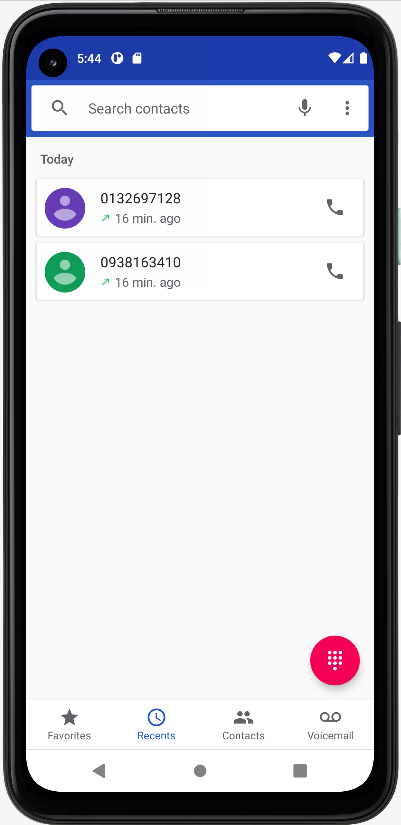 5:44
Search contacts
Today
0132697128
16 min. ago
0938163410
16 min. ago
Favorites Recents Contacts Voicemail